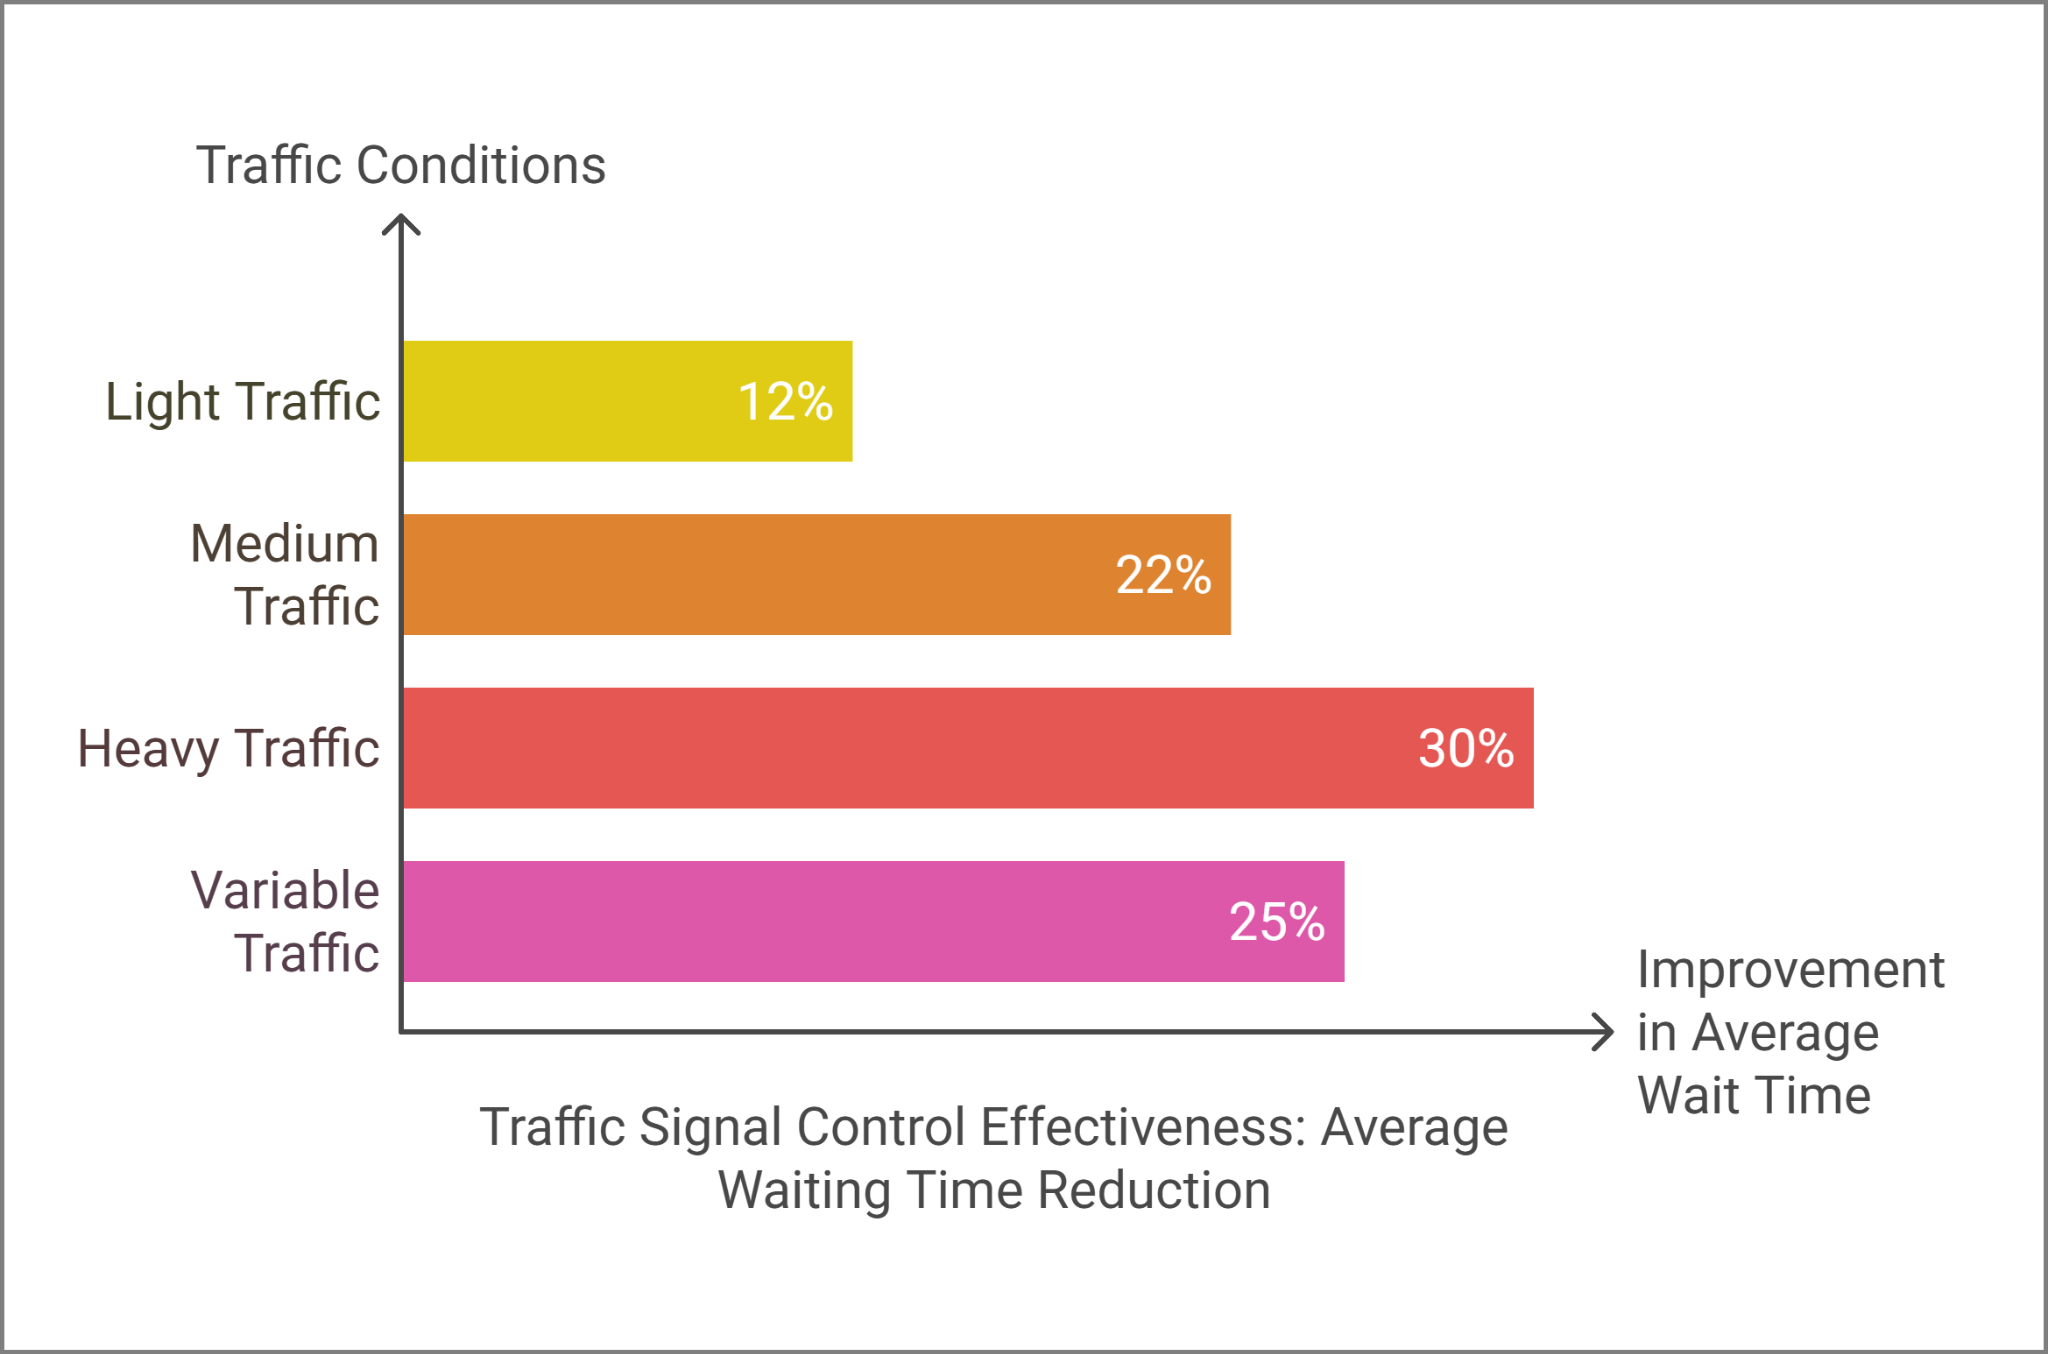 Traffic Conditions
Light Traffic
12%
Medium
Traffic
22%
Heavy Traffic
30%
Variable
Traffic
25%
Improvement
in Average
Wait Time
Traffic Signal Control Effectiveness: Average
Waiting Time Reduction